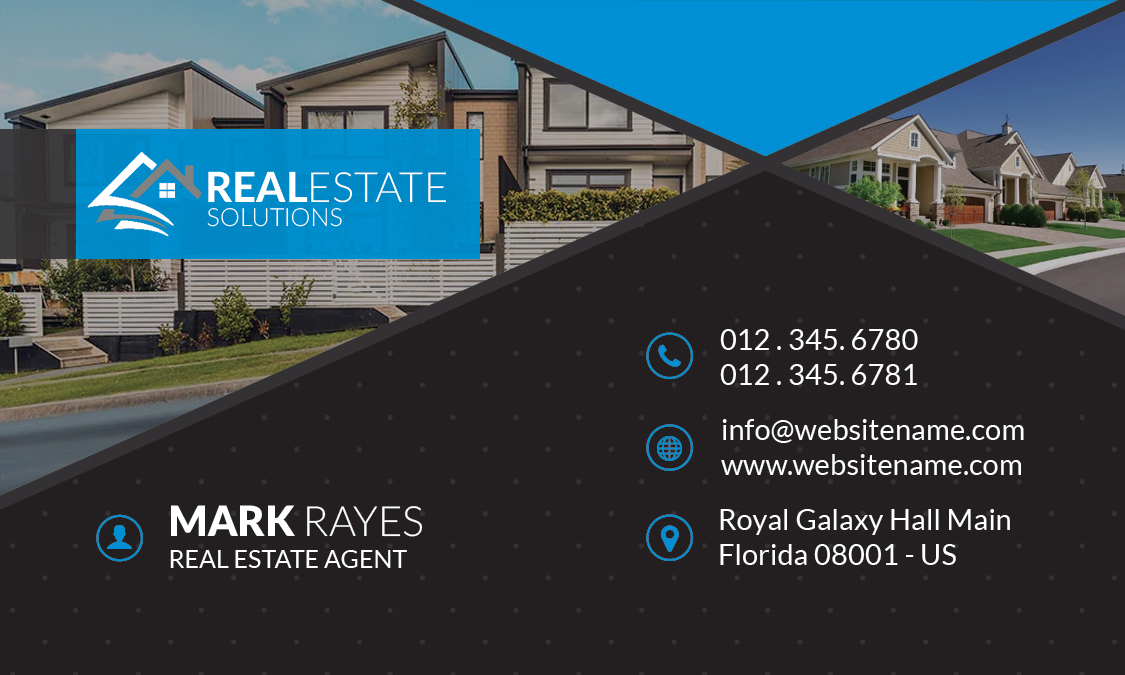 REALESTATE
SOLUTIONS
012 . 345. 6780
012 . 345. 6781
info@websitename.com
www.websitename.com
MARK RAYES
REAL ESTATE AGENT
Royal Galaxy Hall Main
Florida 08001 - US